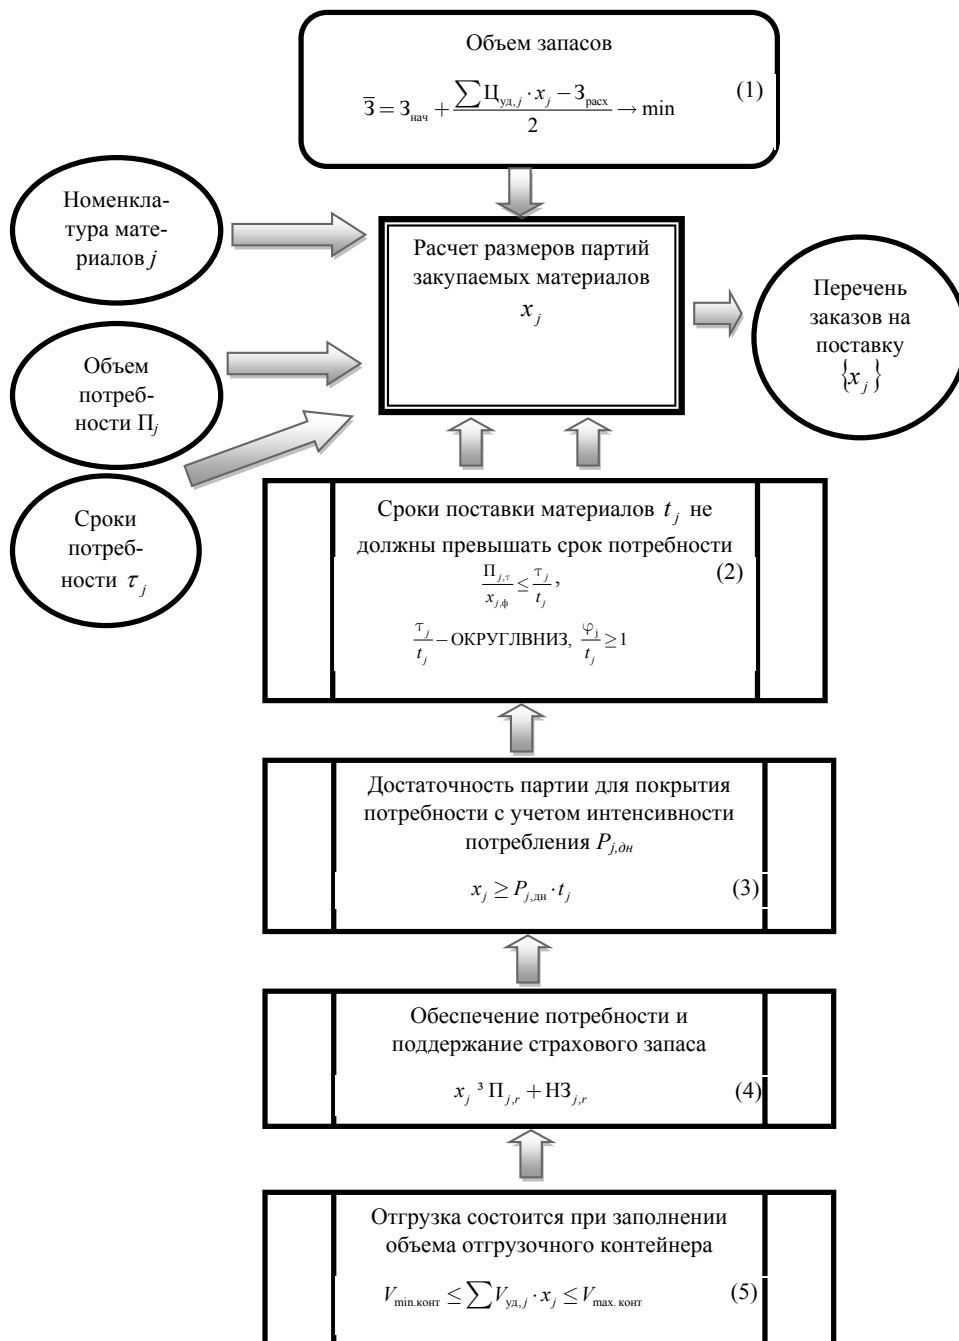 Объем запасов
З̅ = З_нач + (∑ Ц_уд,j · x_j − З_расх) / 2 → min (1)
Номенкла-
тура мате-
риалов j
Расчет размеров партий
закупаемых материалов
x_j
Перечень
заказов на
поставку
{x_j}
Объем
потреб-
ности П_j
Сроки
потреб-
ности τ_j
Сроки поставки материалов t_j не
должны превышать срок потребности
П_j,τ / x_j,ф ≤ τ_j / t_j , (2)
τ_j / t_j − ОКРУГЛВНИЗ, φ_j / t_j ≥ 1
Достаточность партии для покрытия
потребности с учетом интенсивности
потребления P_j,дн
x_j ≥ P_j,дн · t_j (3)
Обеспечение потребности и
поддержание страхового запаса
x_j ³ П_j,r + НЗ_j,r (4)
Отгрузка состоится при заполнении
объема отгрузочного контейнера
V_min.конт ≤ ∑ V_уд,j · x_j ≤ V_max.конт (5)